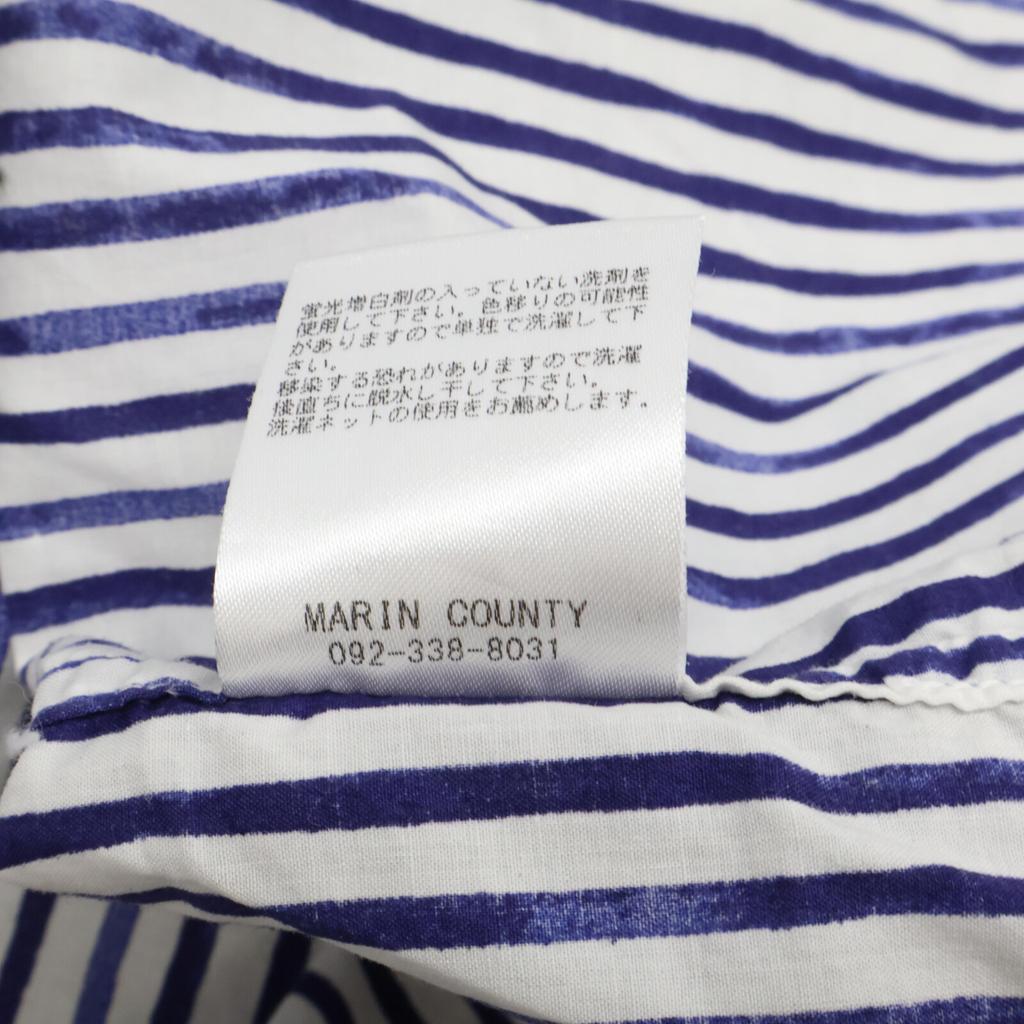 蛍光増白剤の入っていない洗剤を
使用して下さい。色移りの可能性
がありますので単独で洗濯して下
さい。
移染する恐れがありますので洗濯
後直ちに脱水し干して下さい。
洗濯ネットの使用をお薦めします。
MARIN COUNTY
092-338-8031